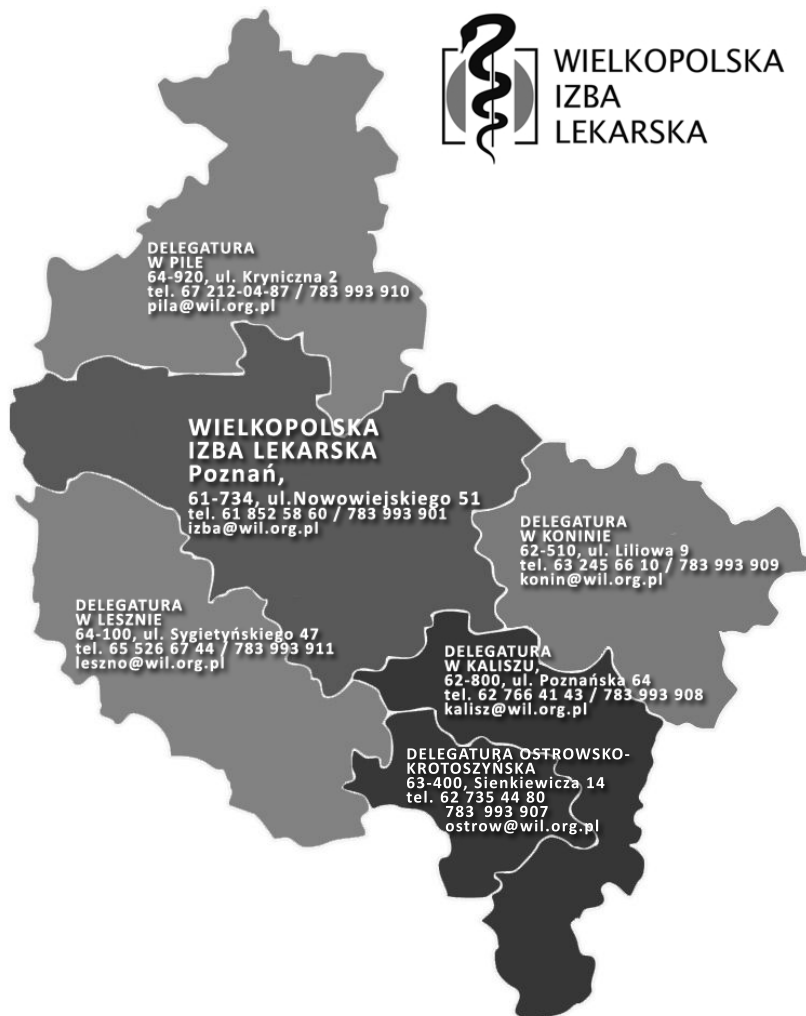 WIELKOPOLSKA
IZBA
LEKARSKA
DELEGATURA
W PILE
64-920, ul. Kryniczna 2
tel. 67 212-04-87 / 783 993 910
pila@wil.org.pl
WIELKOPOLSKA
IZBA LEKARSKA
Poznań,
61-734, ul.Nowowiejskiego 51
tel. 61 852 58 60 / 783 993 901
izba@wil.org.pl
DELEGATURA
W KONINIE
62-510, ul. Liliowa 9
tel. 63 245 66 10 / 783 993 909
konin@wil.org.pl
DELEGATURA
W LESZNIE
64-100, ul. Sygietyńskiego 47
tel. 65 526 67 44 / 783 993 911
leszno@wil.org.pl
DELEGATURA
W KALISZU,
62-800, ul. Poznańska 64
tel. 62 766 41 43 / 783 993 908
kalisz@wil.org.pl
DELEGATURA OSTROWSKO-
KROTOSZYŃSKA
63-400, Sienkiewicza 14
tel. 62 735 44 80
783 993 907
ostrow@wil.org.pl